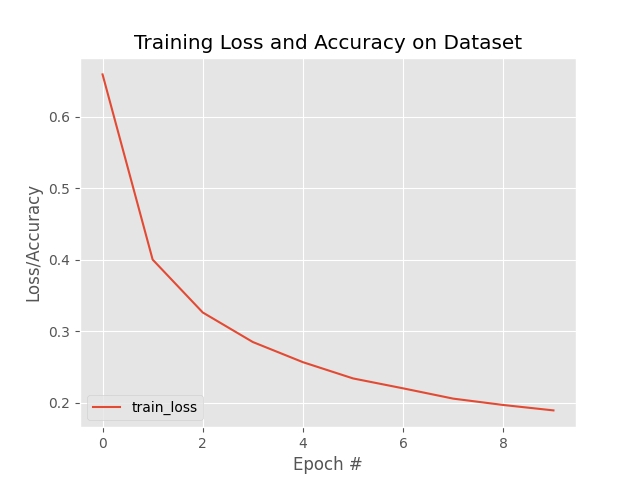 Training Loss and Accuracy on Dataset
Loss/Accuracy
0.6
0.5
0.4
0.3
0.2
train_loss
0 2 4 6 8
Epoch #